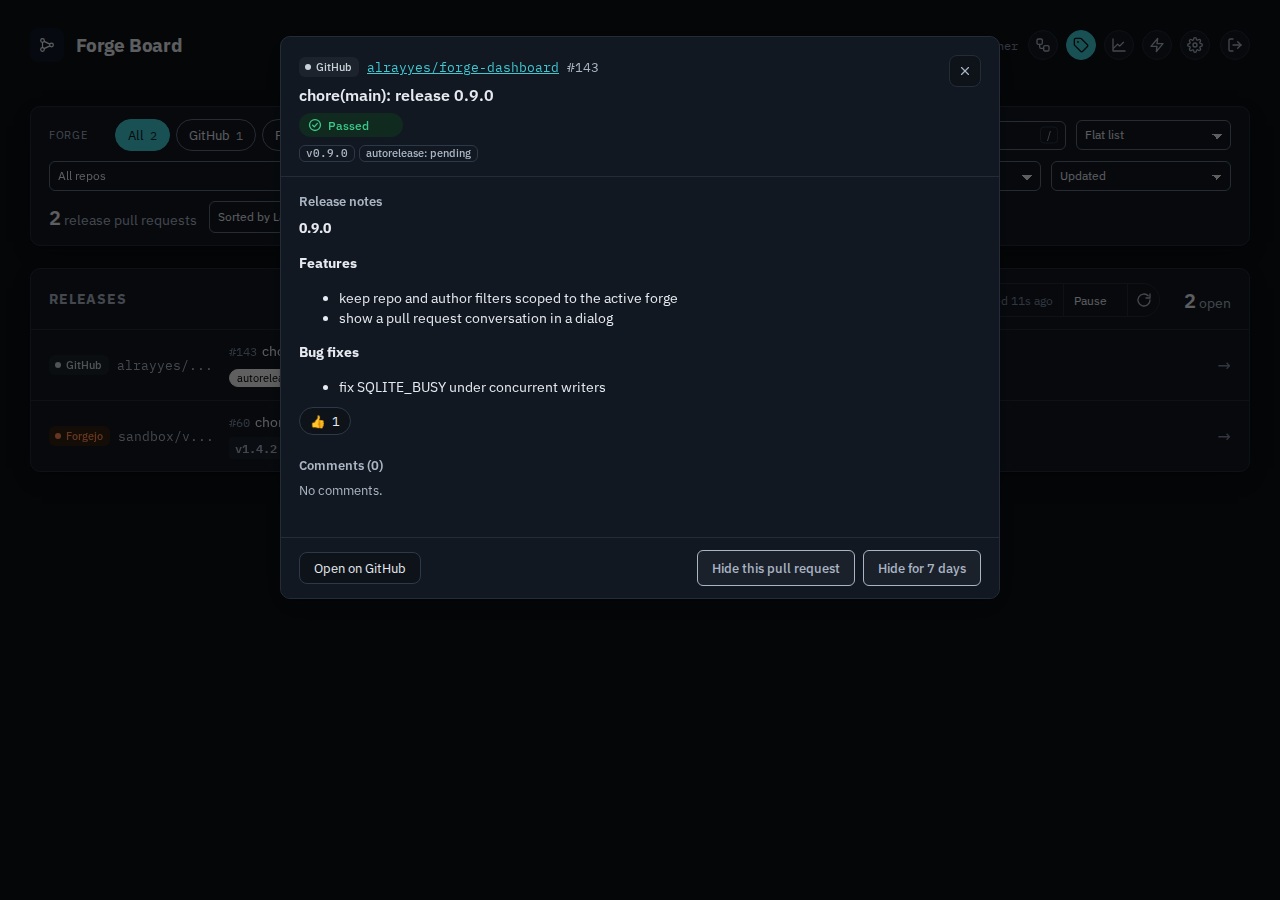 Forge Board
GitHub alrayyes/forge-dashboard #143
chore(main): release 0.9.0
Passed
v0.9.0 autorelease: pending
Release notes
0.9.0
Features
keep repo and author filters scoped to the active forge
show a pull request conversation in a dialog
Bug fixes
fix SQLITE_BUSY under concurrent writers
👍 1
Comments (0)
No comments.
Open on GitHub
Hide this pull request
Hide for 7 days
FORGE
All 2
GitHub 1
/
Flat list
All repos
Updated
2 release pull requests
Sorted by
RELEASES
11s ago
Pause
2 open
GitHub alrayyes/... #143
→
Forgejo sandbox/v... #60
v1.4.2
→